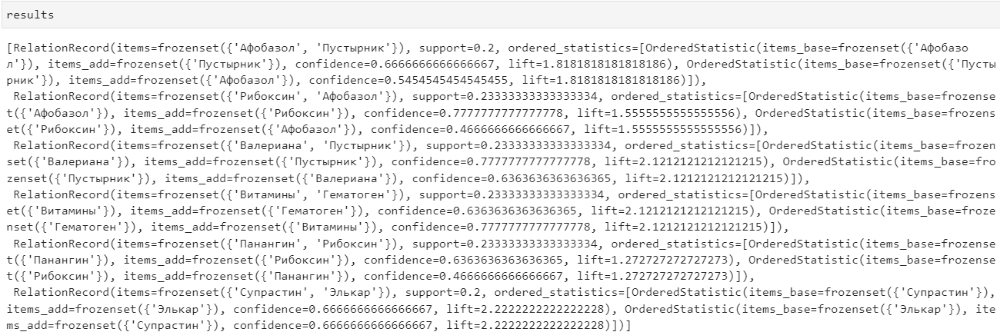 results
[RelationRecord(items=frozenset({'Афобазол', 'Пустырник'}), support=0.2, ordered_statistics=[OrderedStatistic(items_base=frozenset({'Афобазо
л'}), items_add=frozenset({'Пустырник'}), confidence=0.6666666666666667, lift=1.8181818181818186), OrderedStatistic(items_base=frozenset({'Пусты
рник'}), items_add=frozenset({'Афобазол'}), confidence=0.5454545454545455, lift=1.8181818181818186)]),
RelationRecord(items=frozenset({'Рибоксин', 'Афобазол'}), support=0.23333333333333334, ordered_statistics=[OrderedStatistic(items_base=frozense
t({'Афобазол'}), items_add=frozenset({'Рибоксин'}), confidence=0.7777777777777778, lift=1.5555555555555556), OrderedStatistic(items_base=frozens
et({'Рибоксин'}), items_add=frozenset({'Афобазол'}), confidence=0.4666666666666667, lift=1.5555555555555556)]),
RelationRecord(items=frozenset({'Валериана', 'Пустырник'}), support=0.23333333333333334, ordered_statistics=[OrderedStatistic(items_base=frozen
set({'Валериана'}), items_add=frozenset({'Пустырник'}), confidence=0.7777777777777778, lift=2.1212121212121215), OrderedStatistic(items_base=fro
zenset({'Пустырник'}), items_add=frozenset({'Валериана'}), confidence=0.6363636363636365, lift=2.1212121212121215)]),
RelationRecord(items=frozenset({'Витамины', 'Гематоген'}), support=0.23333333333333334, ordered_statistics=[OrderedStatistic(items_base=frozens
et({'Витамины'}), items_add=frozenset({'Гематоген'}), confidence=0.6363636363636365, lift=2.1212121212121215), OrderedStatistic(items_base=froze
nset({'Гематоген'}), items_add=frozenset({'Витамины'}), confidence=0.7777777777777778, lift=2.1212121212121215)]),
RelationRecord(items=frozenset({'Панангин', 'Рибоксин'}), support=0.23333333333333334, ordered_statistics=[OrderedStatistic(items_base=frozense
t({'Панангин'}), items_add=frozenset({'Рибоксин'}), confidence=0.6363636363636365, lift=1.272727272727273), OrderedStatistic(items_base=frozense
t({'Рибоксин'}), items_add=frozenset({'Панангин'}), confidence=0.4666666666666667, lift=1.272727272727273)]),
RelationRecord(items=frozenset({'Супрастин', 'Элькар'}), support=0.2, ordered_statistics=[OrderedStatistic(items_base=frozenset({'Супрастин'}),
items_add=frozenset({'Элькар'}), confidence=0.6666666666666667, lift=2.2222222222222228), OrderedStatistic(items_base=frozenset({'Элькар'}), ite
ms_add=frozenset({'Супрастин'}), confidence=0.6666666666666667, lift=2.2222222222222228)])]